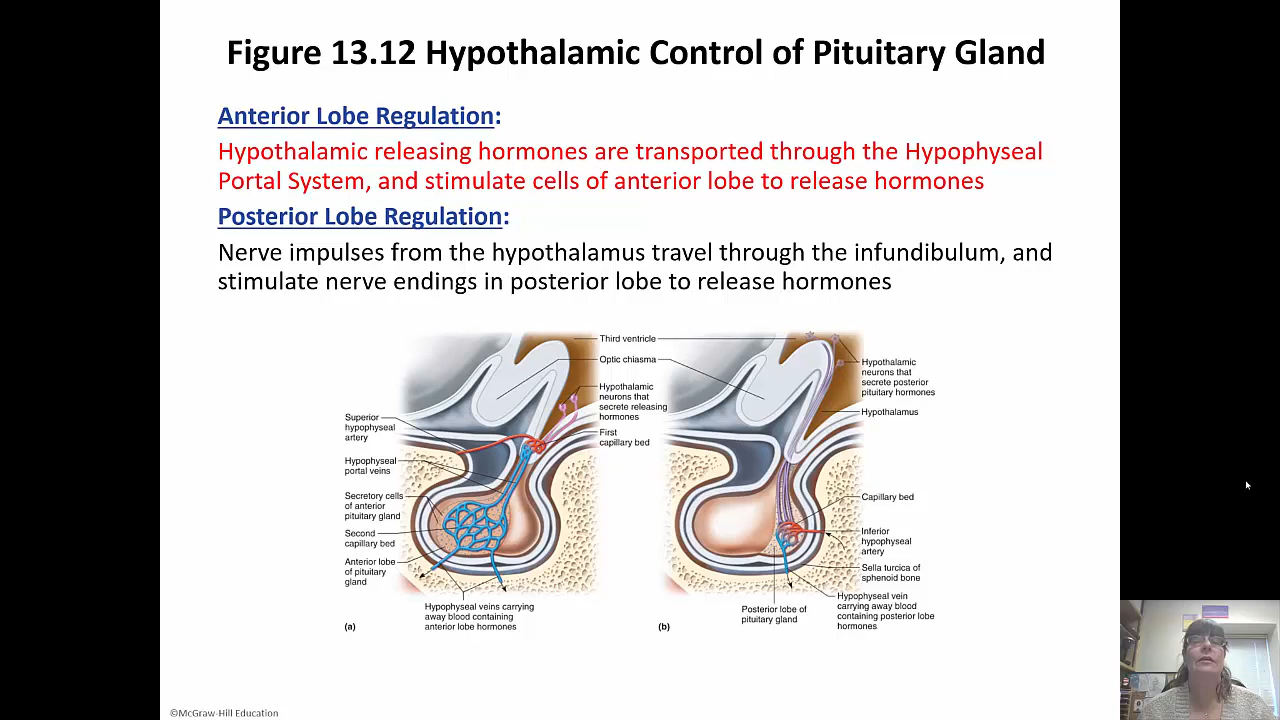 Figure 13.12 Hypothalamic Control of Pituitary Gland
Anterior Lobe Regulation:
Hypothalamic releasing hormones are transported through the Hypophyseal
Portal System, and stimulate cells of anterior lobe to release hormones
Posterior Lobe Regulation:
Nerve impulses from the hypothalamus travel through the infundibulum, and
stimulate nerve endings in posterior lobe to release hormones
Superior
hypophyseal
artery
Hypophyseal
portal veins
Secretory cells
of anterior
pituitary gland
Second
capillary bed
Anterior lobe
of pituitary
gland
Hypophyseal veins carrying
away blood containing
anterior lobe hormones
(a)
Third ventricle
Optic chiasma
Hypothalamic
neurons that
secrete releasing
hormones
First
capillary bed
Hypothalamic
neurons that
secrete posterior
pituitary hormones
Hypothalamus
Capillary bed
Inferior
hypophyseal
artery
Sella turcica of
sphenoid bone
Hypophyseal vein
carrying away blood
containing posterior lobe
hormones
Posterior lobe of
pituitary gland
(b)
©McGraw-Hill Education